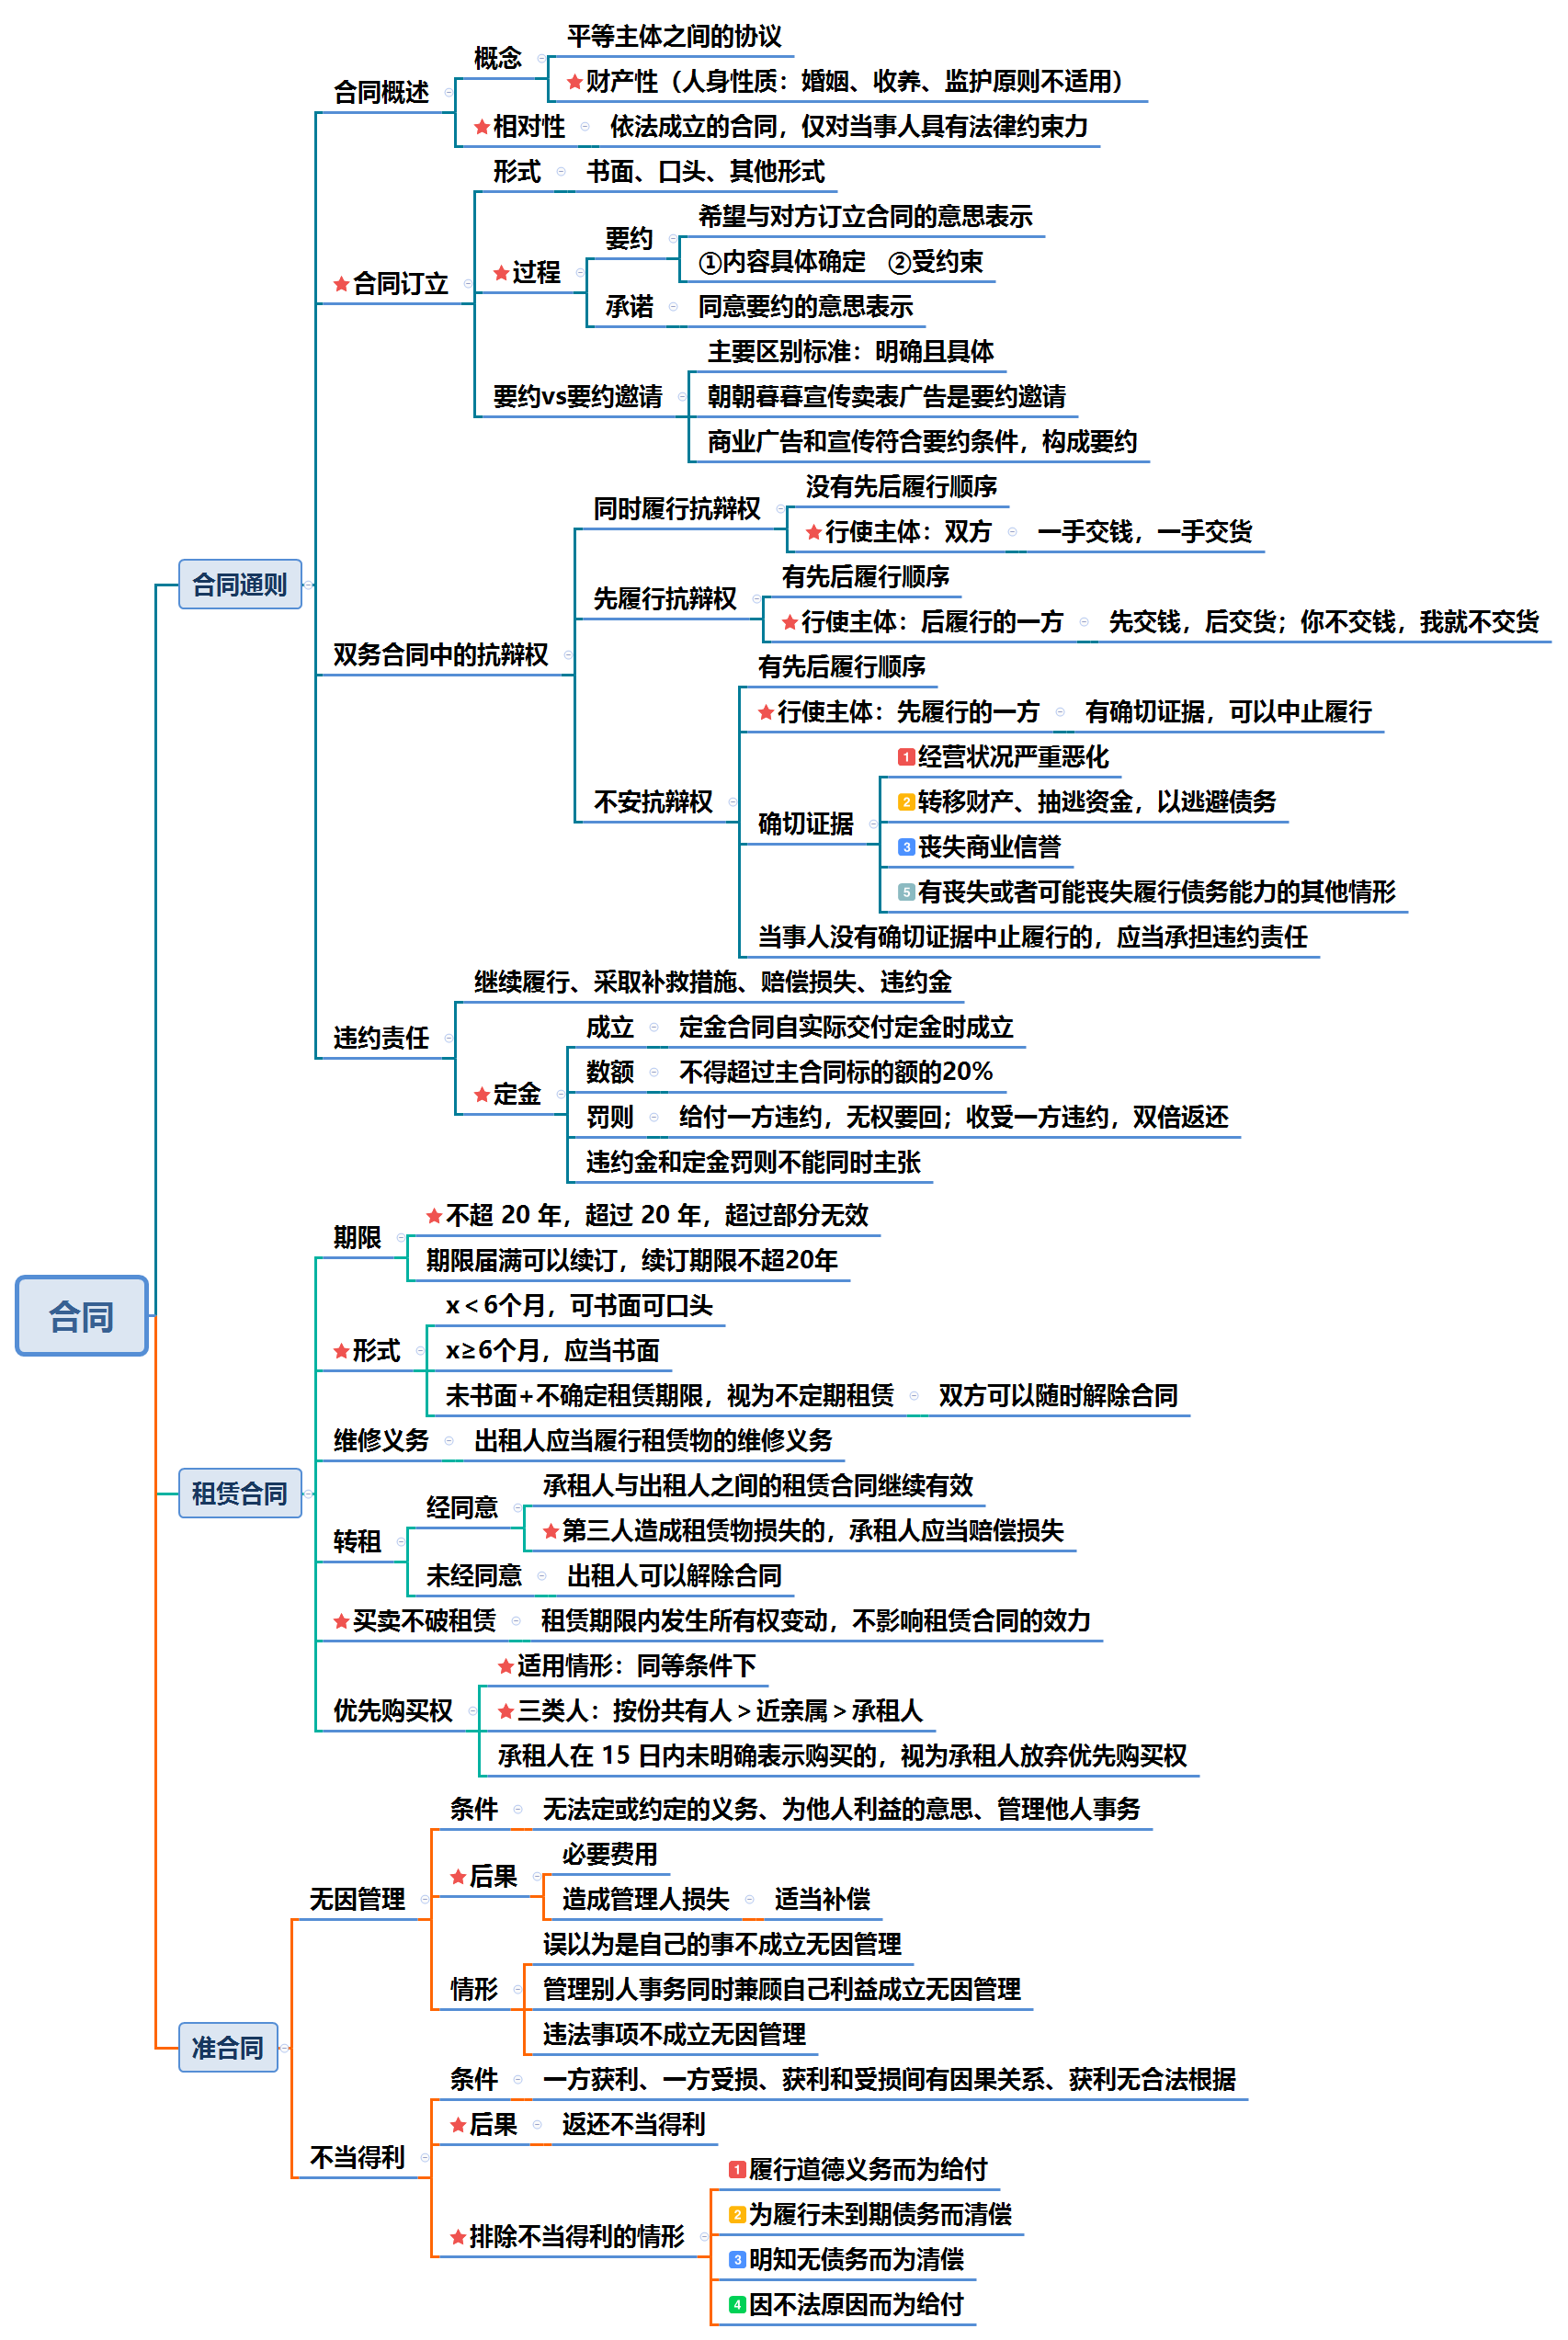 合同
合同通则
合同概述
概念
平等主体之间的协议
财产性（人身性质：婚姻、收养、监护原则不适用）
相对性
依法成立的合同，仅对当事人具有法律约束力
合同订立
形式
书面、口头、其他形式
过程
要约
希望与对方订立合同的意思表示
①内容具体确定 ②受约束
承诺
同意要约的意思表示
要约vs要约邀请
主要区别标准：明确且具体
朝朝暮暮宣传卖表广告是要约邀请
商业广告和宣传符合要约条件，构成要约
双务合同中的抗辩权
同时履行抗辩权
没有先后履行顺序
行使主体：双方
一手交钱，一手交货
先履行抗辩权
有先后履行顺序
行使主体：后履行的一方
先交钱，后交货；你不交钱，我就不交货
不安抗辩权
有先后履行顺序
行使主体：先履行的一方
有确切证据，可以中止履行
确切证据
1 经营状况严重恶化
2 转移财产、抽逃资金，以逃避债务
3 丧失商业信誉
5 有丧失或者可能丧失履行债务能力的其他情形
当事人没有确切证据中止履行的，应当承担违约责任
违约责任
继续履行、采取补救措施、赔偿损失、违约金
定金
成立
定金合同自实际交付定金时成立
数额
不得超过主合同标的额的20%
罚则
给付一方违约，无权要回；收受一方违约，双倍返还
违约金和定金罚则不能同时主张
租赁合同
期限
不超 20 年，超过 20 年，超过部分无效
期限届满可以续订，续订期限不超20年
形式
x＜6个月，可书面可口头
x≥6个月，应当书面
未书面+不确定租赁期限，视为不定期租赁
双方可以随时解除合同
维修义务
出租人应当履行租赁物的维修义务
转租
经同意
承租人与出租人之间的租赁合同继续有效
第三人造成租赁物损失的，承租人应当赔偿损失
未经同意
出租人可以解除合同
买卖不破租赁
租赁期限内发生所有权变动，不影响租赁合同的效力
优先购买权
适用情形：同等条件下
三类人：按份共有人＞近亲属＞承租人
承租人在 15 日内未明确表示购买的，视为承租人放弃优先购买权
准合同
无因管理
条件
无法定或约定的义务、为他人利益的意思、管理他人事务
后果
必要费用
造成管理人损失
适当补偿
情形
误以为是自己的事不成立无因管理
管理别人事务同时兼顾自己利益成立无因管理
违法事项不成立无因管理
不当得利
条件
一方获利、一方受损、获利和受损间有因果关系、获利无合法根据
后果
返还不当得利
排除不当得利的情形
1 履行道德义务而为给付
2 为履行未到期债务而清偿
3 明知无债务而为清偿
4 因不法原因而为给付